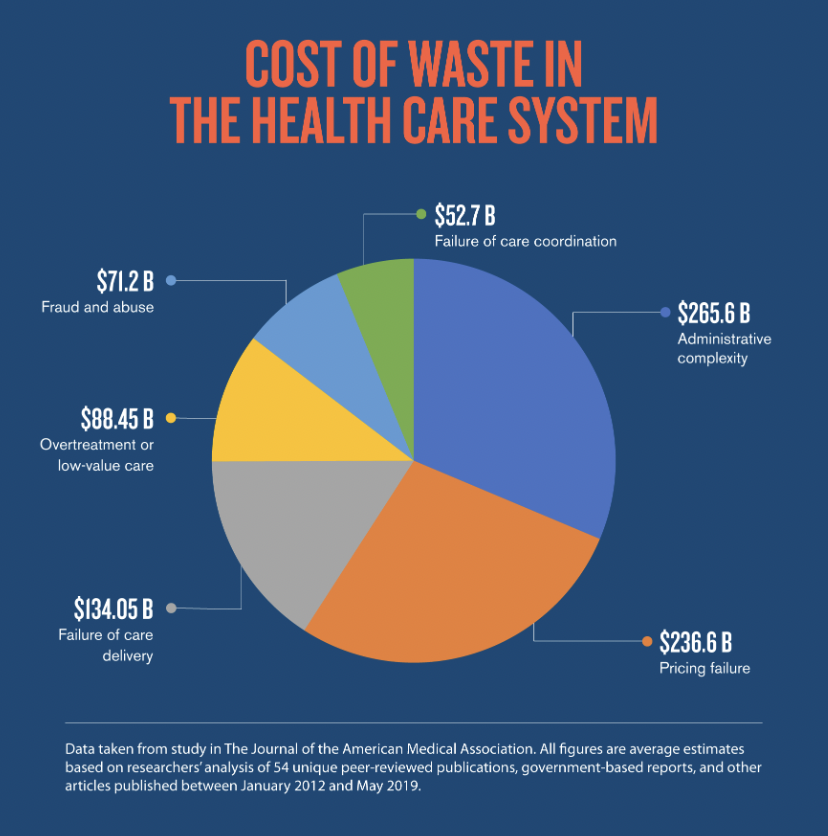 COST OF WASTE IN
THE HEALTH CARE SYSTEM
$52.7 B
Failure of care coordination
$71.2 B
Fraud and abuse
$265.6 B
Administrative
complexity
$88.45 B
Overtreatment or
low-value care
$134.05 B
Failure of care
delivery
$236.6 B
Pricing failure
Data taken from study in The Journal of the American Medical Association. All figures are average estimates
based on researchers' analysis of 54 unique peer-reviewed publications, government-based reports, and other
articles published between January 2012 and May 2019.